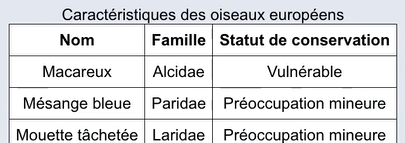 Caractéristiques des oiseaux européens
Nom Famille Statut de conservation
Macareux Alcidae Vulnérable
Mésange bleue Paridae Préoccupation mineure
Mouette tâchetée Laridae Préoccupation mineure